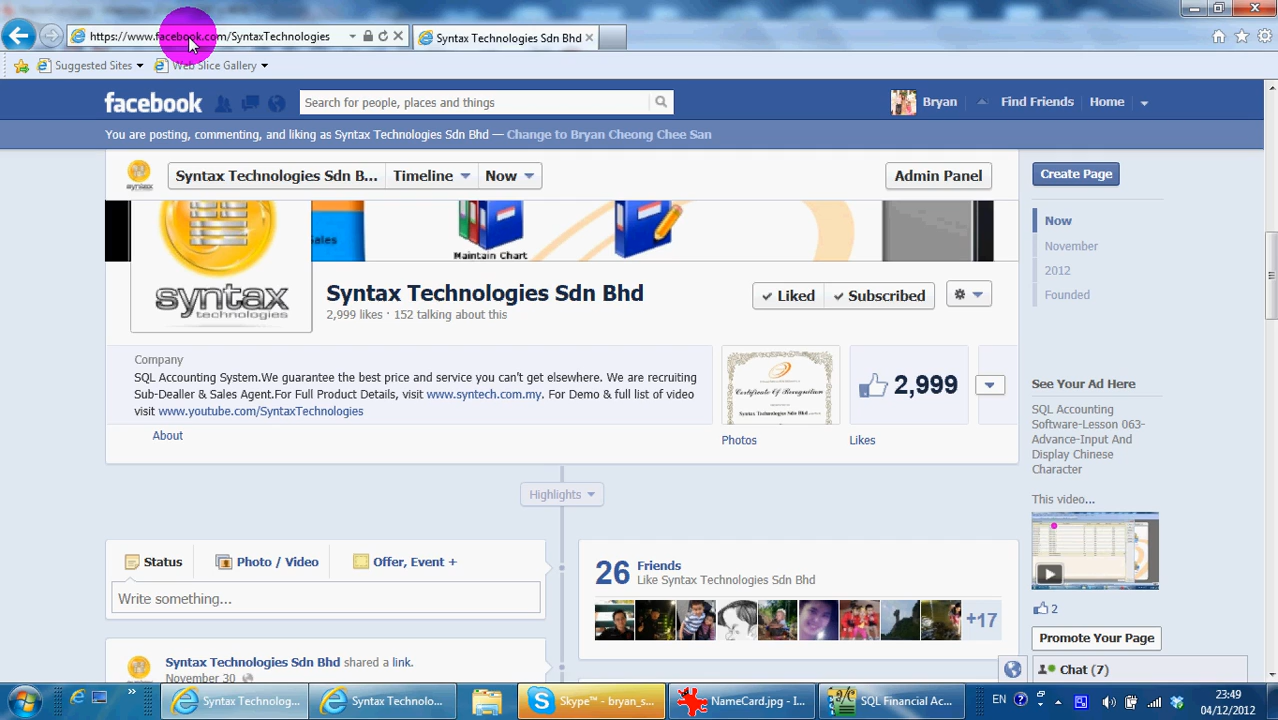 https://www.facebook.com/SyntaxTechnologies
Syntax Technologies Sdn Bhd
Suggested Sites
Web Slice Gallery
facebook
Search for people, places and things
Bryan
Find Friends
Home
You are posting, commenting, and liking as Syntax Technologies Sdn Bhd — Change to Bryan Cheong Chee San
Syntax Technologies Sdn B...
Timeline
Now
Admin Panel
Create Page
Now
November
2012
Founded
Sales
Maintain Chart
syntax
technologies
Syntax Technologies Sdn Bhd
2,999 likes · 152 talking about this
Liked
Subscribed
Company
SQL Accounting System.We guarantee the best price and service you can't get elsewhere. We are recruiting
Sub-Dealler & Sales Agent.For Full Product Details, visit www.syntech.com.my. For Demo & full list of video
visit www.youtube.com/SyntaxTechnologies
About
Certificate Of Recognition
Syntax Technologies Sdn Bhd
Photos
2,999
Likes
See Your Ad Here
SQL Accounting
Software-Lesson 063-
Advance-Input And
Display Chinese
Character
This video...
2
Promote Your Page
Highlights
Status
Photo / Video
Offer, Event +
Write something...
26
Friends
Like Syntax Technologies Sdn Bhd
+17
Syntax Technologies Sdn Bhd shared a link.
November 30
Chat (7)
Syntax Technolog...
Syntax Technolo...
Skype™ - bryan_s...
NameCard.jpg - I...
SQL Financial Ac...
EN
23:49
04/12/2012